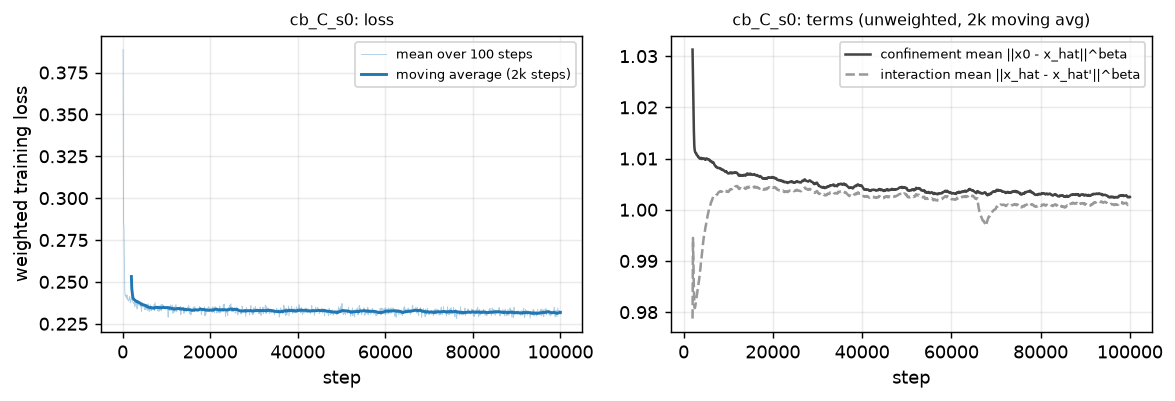 cb_C_s0: loss
mean over 100 steps
moving average (2k steps)
weighted training loss
0.375
0.350
0.325
0.300
0.275
0.250
0.225
0 20000 40000 60000 80000 100000
step
cb_C_s0: terms (unweighted, 2k moving avg)
confinement mean ||x0 - x_hat||^beta
interaction mean ||x_hat - x_hat'||^beta
1.03
1.02
1.01
1.00
0.99
0.98
0 20000 40000 60000 80000 100000
step